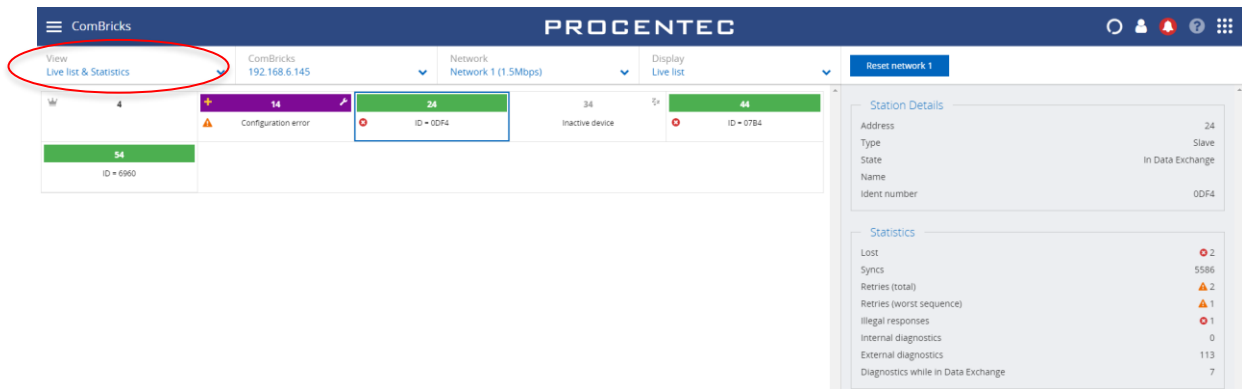 ComBricks
PROCENTEC
View
Live list & Statistics
ComBricks
192.168.6.145
Network
Network 1 (1.5Mbps)
Display
Live list
Reset network 1
4
14
Configuration error
24
ID = 0DF4
34
Inactive device
44
ID = 07B4
54
ID = 6960
Station Details
Address 24
Type Slave
State In Data Exchange
Name
Ident number 0DF4
Statistics
Lost 2
Syncs 5586
Retries (total) 2
Retries (worst sequence) 1
Illegal responses 1
Internal diagnostics 0
External diagnostics 113
Diagnostics while in Data Exchange 7